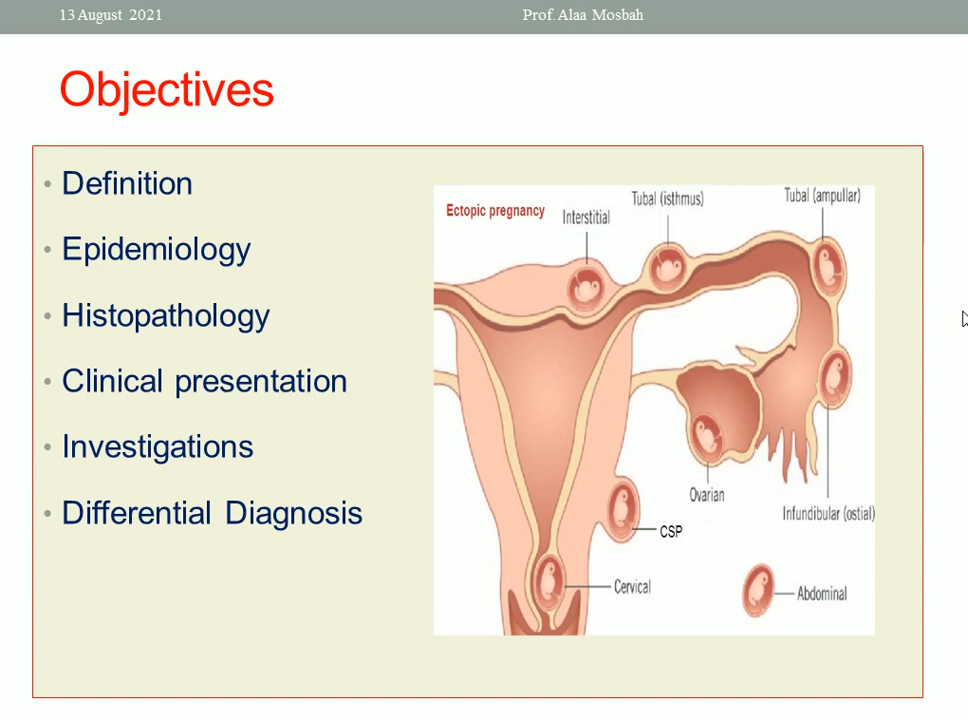 13 August 2021
Prof. Alaa Mosbah
Objectives
• Definition
• Epidemiology
• Histopathology
• Clinical presentation
• Investigations
• Differential Diagnosis
Ectopic pregnancy
Interstitial
Tubal (isthmus)
Tubal (ampullar)
Ovarian
Infundibular (ostial)
CSP
Cervical
Abdominal